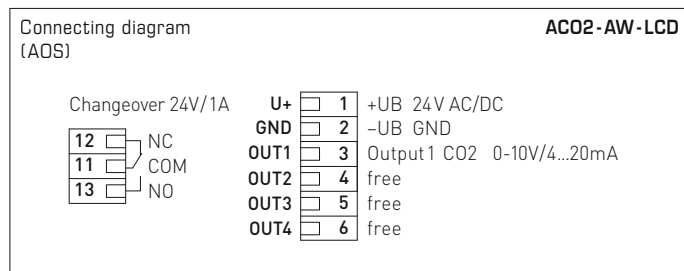 Connecting diagram ACO2-AW-LCD
(AOS)
Changeover 24V/1A
12 NC
11 COM
13 NO
U+ 1 +UB 24V AC/DC
GND 2 –UB GND
OUT1 3 Output1 CO2 0-10V/4...20mA
OUT2 4 free
OUT3 5 free
OUT4 6 free